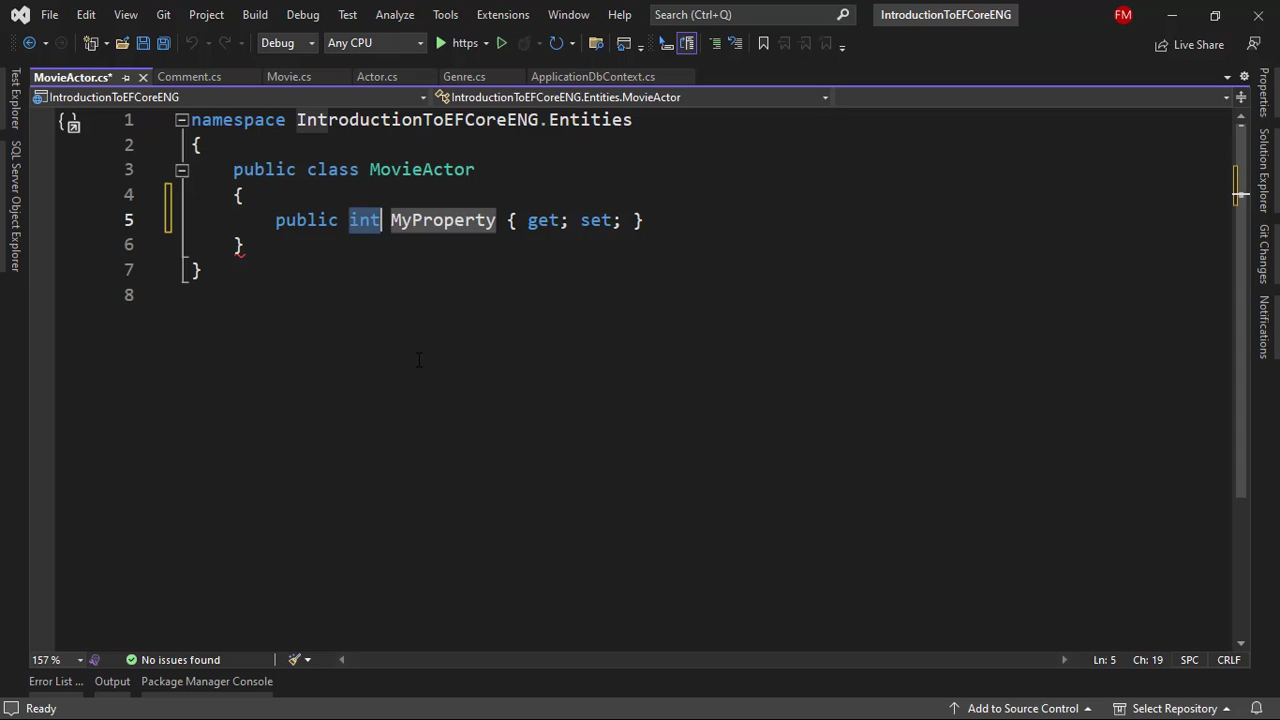 File Edit View Git Project Build Debug Test Analyze Tools Extensions Window Help Search (Ctrl+Q) IntroductionToEFCoreENG FM
Debug Any CPU https Live Share
MovieActor.cs* Comment.cs Movie.cs Actor.cs Genre.cs ApplicationDbContext.cs
IntroductionToEFCoreENG IntroductionToEFCoreENG.Entities.MovieActor
1 namespace IntroductionToEFCoreENG.Entities
2 {
3 public class MovieActor
4 {
5 public int MyProperty { get; set; }
6 }
7 }
8
Test Explorer
SQL Server Object Explorer
Properties
Solution Explorer
Git Changes
Notifications
157 % No issues found Ln: 5 Ch: 19 SPC CRLF
Error List ... Output Package Manager Console
Ready Add to Source Control Select Repository